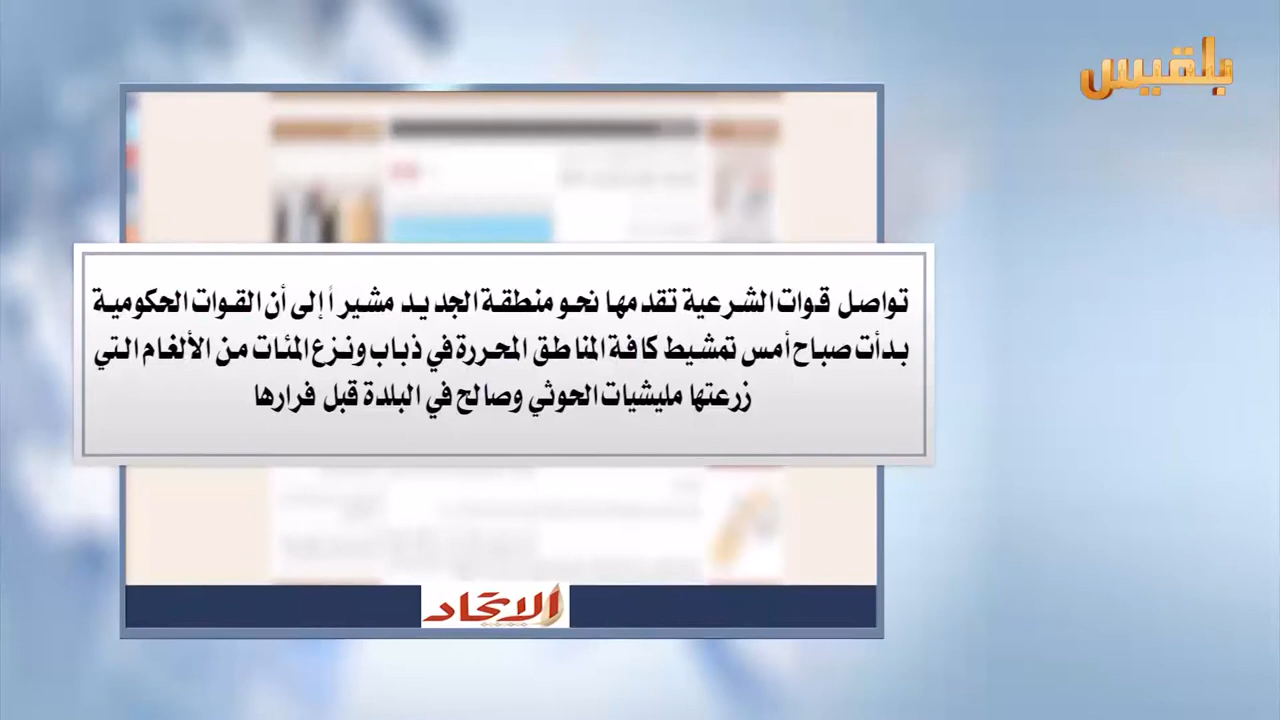 بلقيس
تواصل قوات الشرعية تقدمها نحو منطقة الجديد مشيراً إلى أن القوات الحكومية
بدأت صباح أمس تمشيط كافة المناطق المحررة في ذباب ونزع المئات من الألغام التي
زرعتها مليشيات الحوثي وصالح في البلدة قبل فرارها
الاتحاد